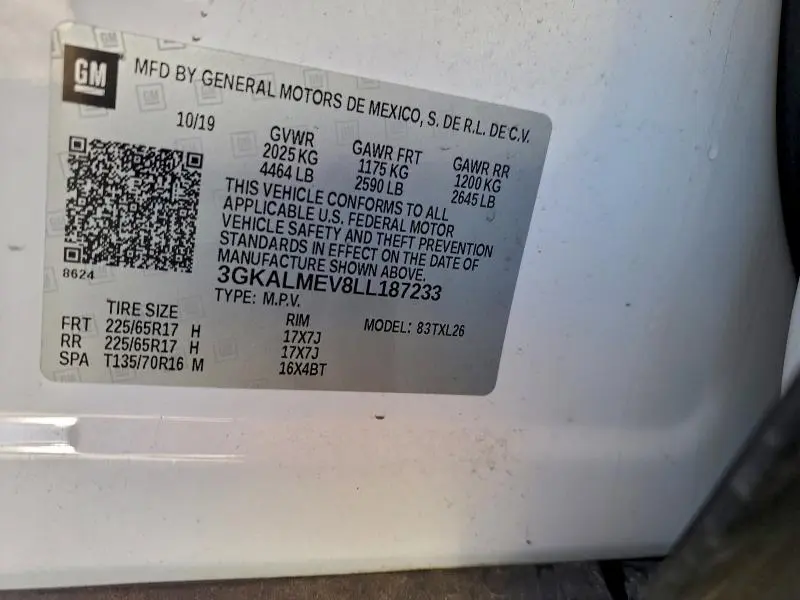 GM
MFD BY GENERAL MOTORS DE MEXICO, S. DE R.L. DE C.V.
10/19
GVWR GAWR FRT GAWR RR
2025 KG 1175 KG 1200 KG
4464 LB 2590 LB 2645 LB
THIS VEHICLE CONFORMS TO ALL
APPLICABLE U.S. FEDERAL MOTOR
VEHICLE SAFETY AND THEFT PREVENTION
STANDARDS IN EFFECT ON THE DATE OF
MANUFACTURE SHOWN ABOVE.
8624
3GKALMEV8LL187233
TYPE: M.P.V.
TIRE SIZE RIM MODEL: 83TXL26
FRT 225/65R17 H 17X7J
RR 225/65R17 H 17X7J
SPA T135/70R16 M 16X4BT